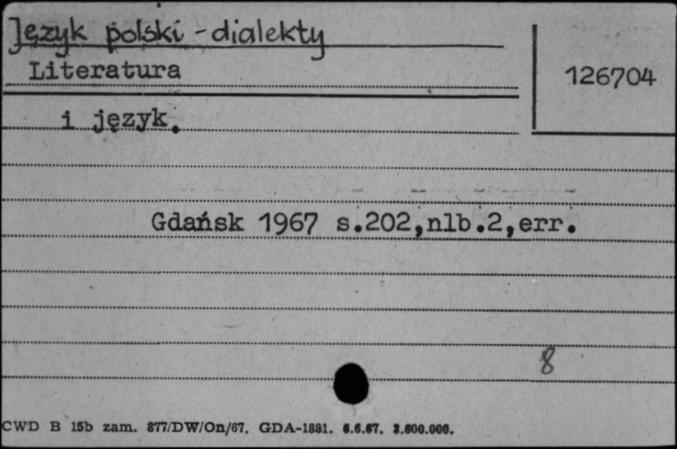 Język polski - dialekty
Literatura
126704
i język.
Gdańsk 1967 s.202,nlb.2,err.
8
CWD B 15b zam. 877/DW/On/67. GDA-1881. 6.6.67. 3.600.000.